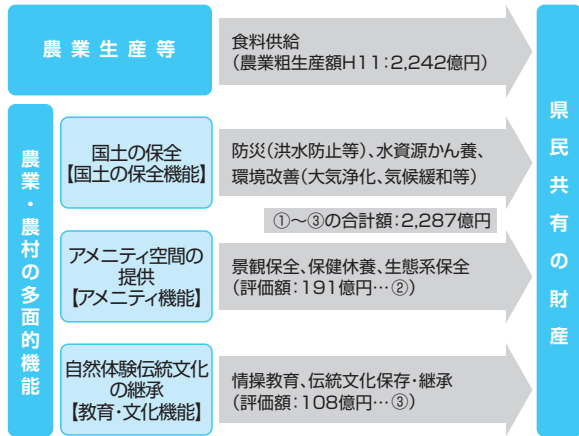 農業生産等
食料供給
（農業粗生産額H11：2,242億円）
農業・農村の多面的機能
国土の保全
【国土の保全機能】
防災（洪水防止等）、水資源かん養、
環境改善（大気浄化、気候緩和等）
①～③の合計額：2,287億円
アメニティ空間の
提供
【アメニティ機能】
景観保全、保健休養、生態系保全
（評価額：191億円…②）
自然体験伝統文化
の継承
【教育・文化機能】
情操教育、伝統文化保存・継承
（評価額：108億円…③）
県民共有の財産